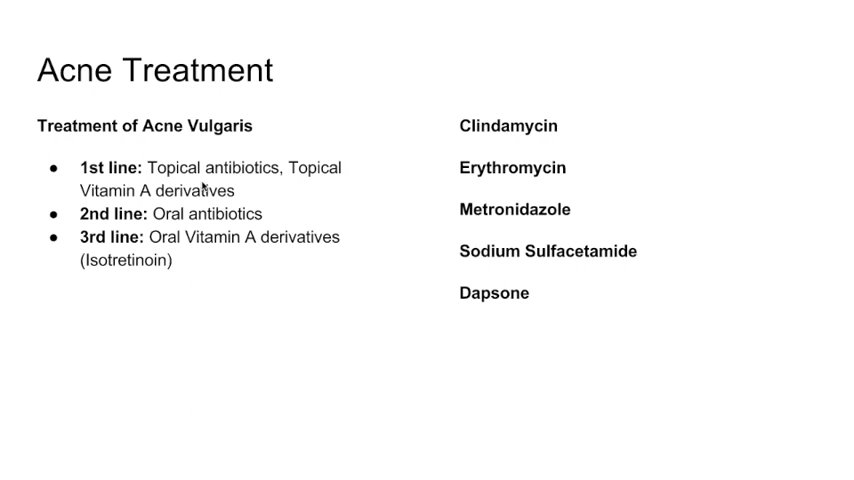 Acne Treatment
Treatment of Acne Vulgaris
● 1st line: Topical antibiotics, Topical
Vitamin A derivatives
● 2nd line: Oral antibiotics
● 3rd line: Oral Vitamin A derivatives
(Isotretinoin)
Clindamycin
Erythromycin
Metronidazole
Sodium Sulfacetamide
Dapsone